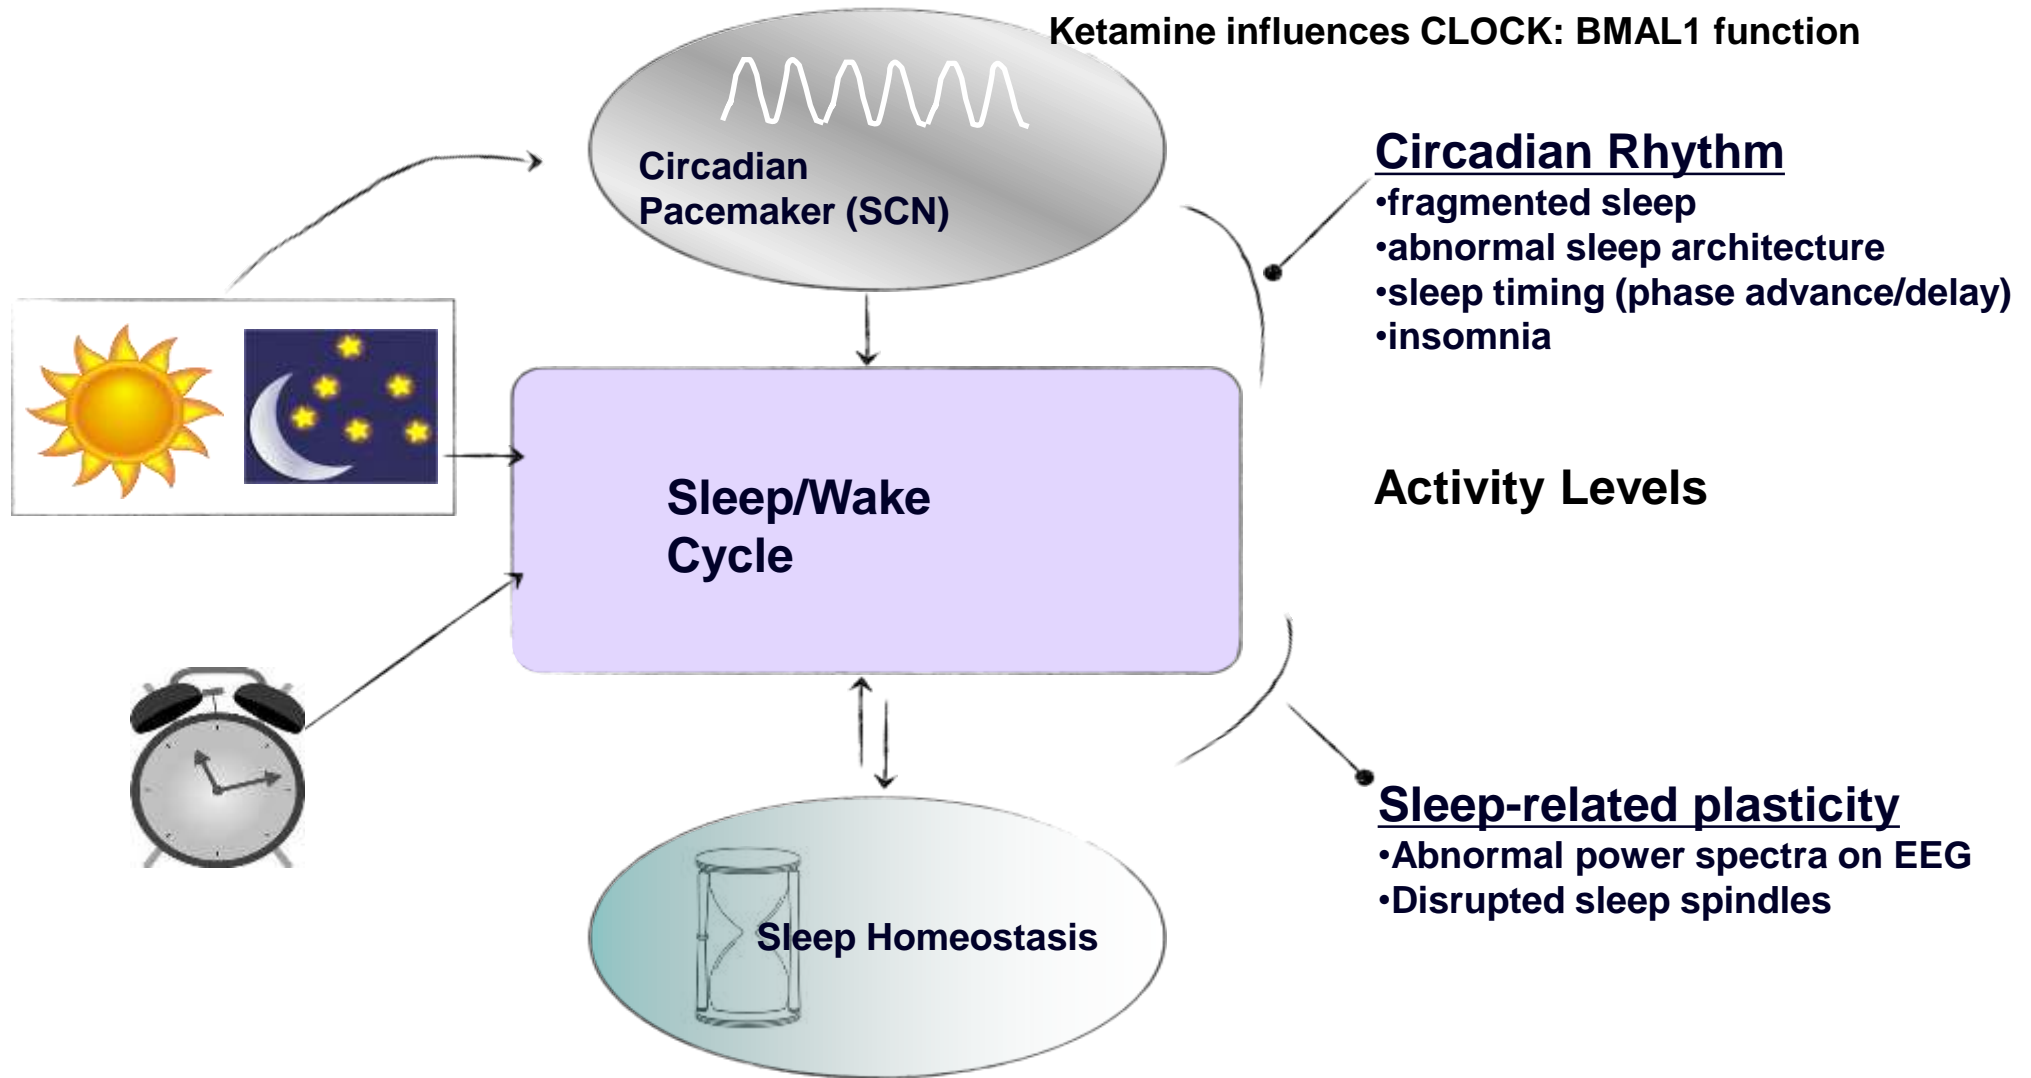 Ketamine influences CLOCK: BMAL1 function
Circadian
Pacemaker (SCN)
Circadian Rhythm
•fragmented sleep
•abnormal sleep architecture
•sleep timing (phase advance/delay)
•insomnia
Sleep/Wake
Cycle
Activity Levels
Sleep-related plasticity
•Abnormal power spectra on EEG
•Disrupted sleep spindles
Sleep Homeostasis